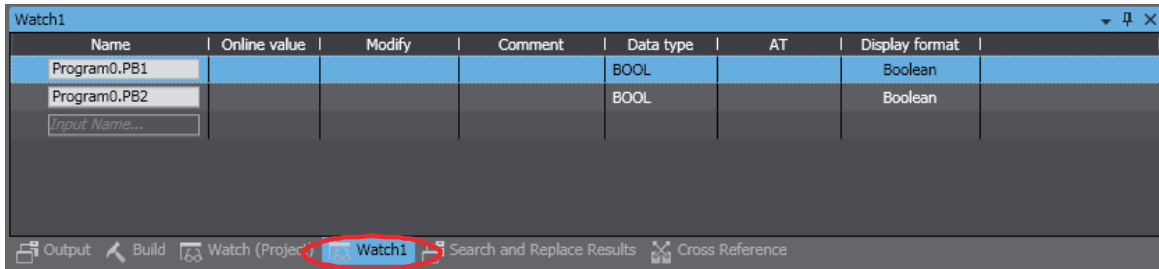 Watch1
Name Online value Modify Comment Data type AT Display format
Program0.PB1 BOOL Boolean
Program0.PB2 BOOL Boolean
Input Name...
Output Build Watch (Project) Watch1 Search and Replace Results Cross Reference